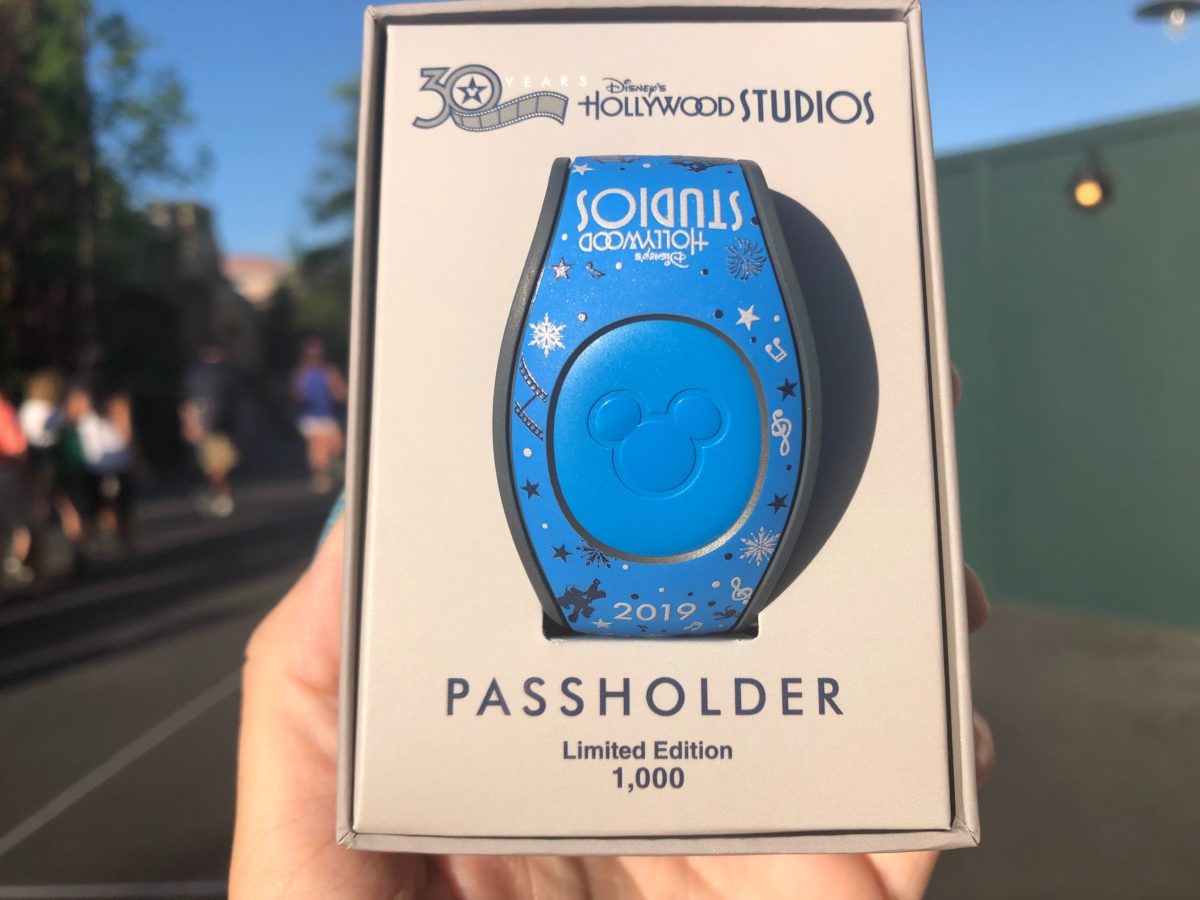 30 YEARS Disney's HOLLYWOOD STUDIOS
STUDIOS
HOLLYWOOD
Disney's
2019
PASSHOLDER
Limited Edition
1,000